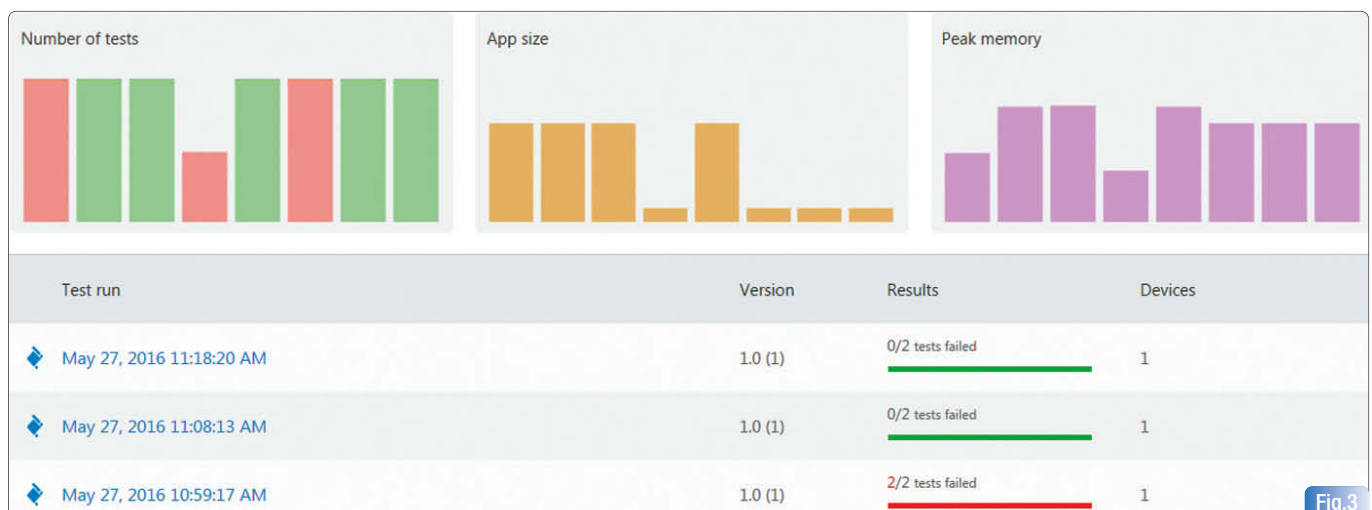 Number of tests
App size
Peak memory
Test run Version Results Devices
May 27, 2016 11:18:20 AM 1.0 (1) 0/2 tests failed 1
May 27, 2016 11:08:13 AM 1.0 (1) 0/2 tests failed 1
May 27, 2016 10:59:17 AM 1.0 (1) 2/2 tests failed 1
Fig.3